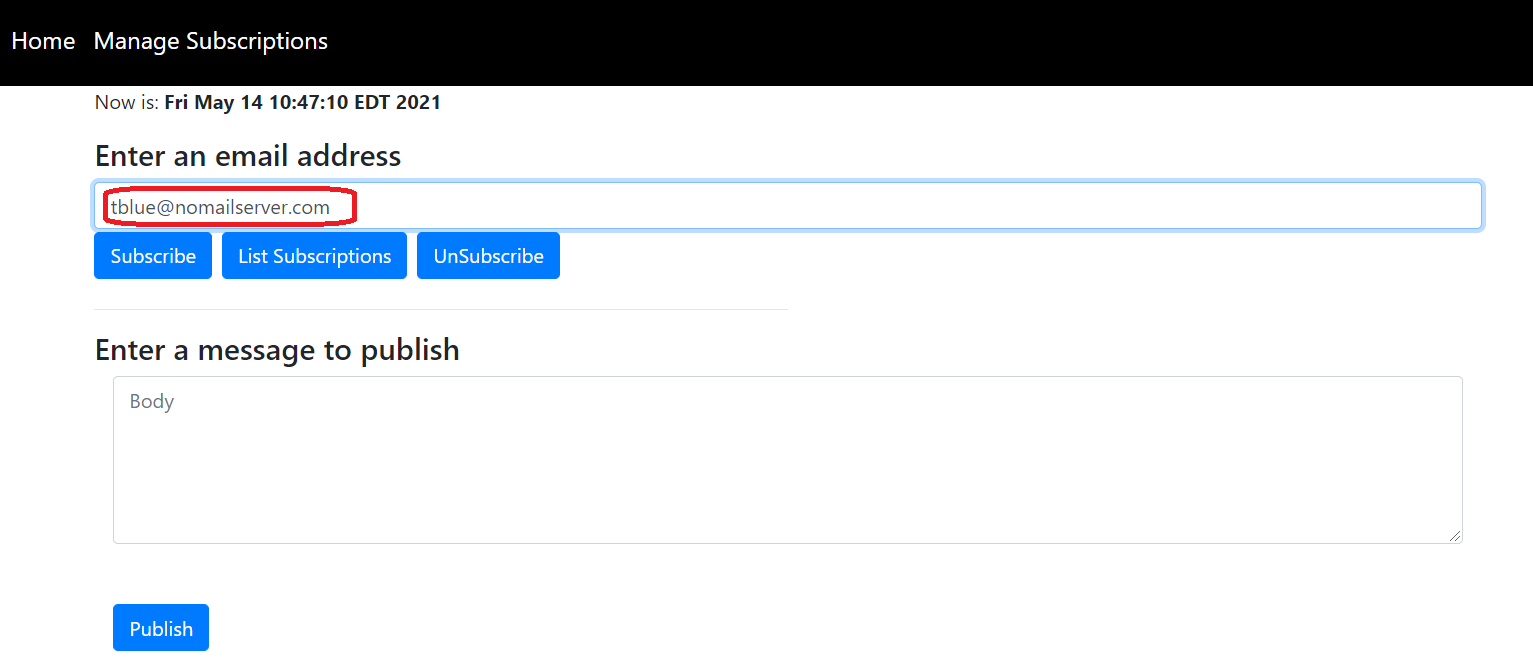 Home Manage Subscriptions
Now is: Fri May 14 10:47:10 EDT 2021
Enter an email address
tblue@nomailserver.com
Subscribe List Subscriptions UnSubscribe
Enter a message to publish
Body
Publish